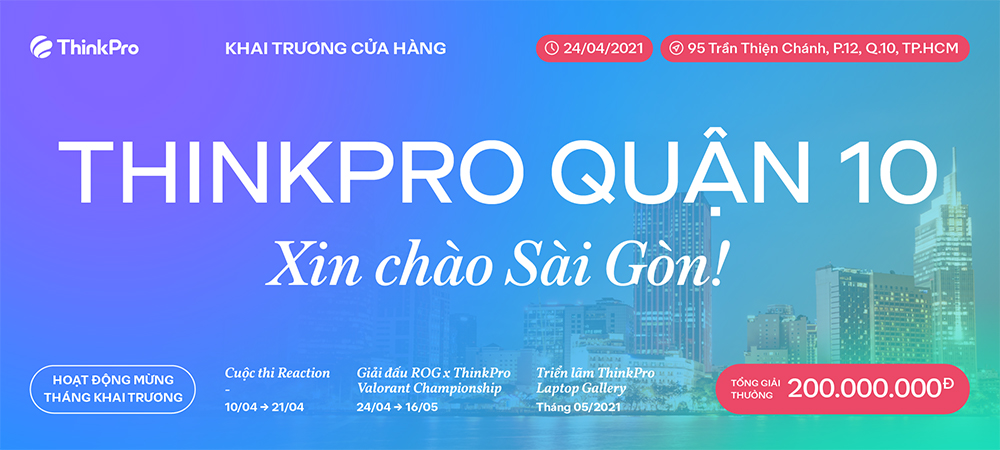 ThinkPro
KHAI TRƯƠNG CỬA HÀNG
24/04/2021
95 Trần Thiện Chánh, P.12, Q.10, TP.HCM
THINKPRO QUẬN 10
Xin chào Sài Gòn!
HOẠT ĐỘNG MỪNG
THÁNG KHAI TRƯƠNG
Cuộc thi Reaction
-
10/04 → 21/04
Giải đấu ROG x ThinkPro
Valorant Championship
24/04 → 16/05
Triển lãm ThinkPro
Laptop Gallery
Tháng 05/2021
TỔNG GIẢI
THƯỞNG
200.000.000Đ